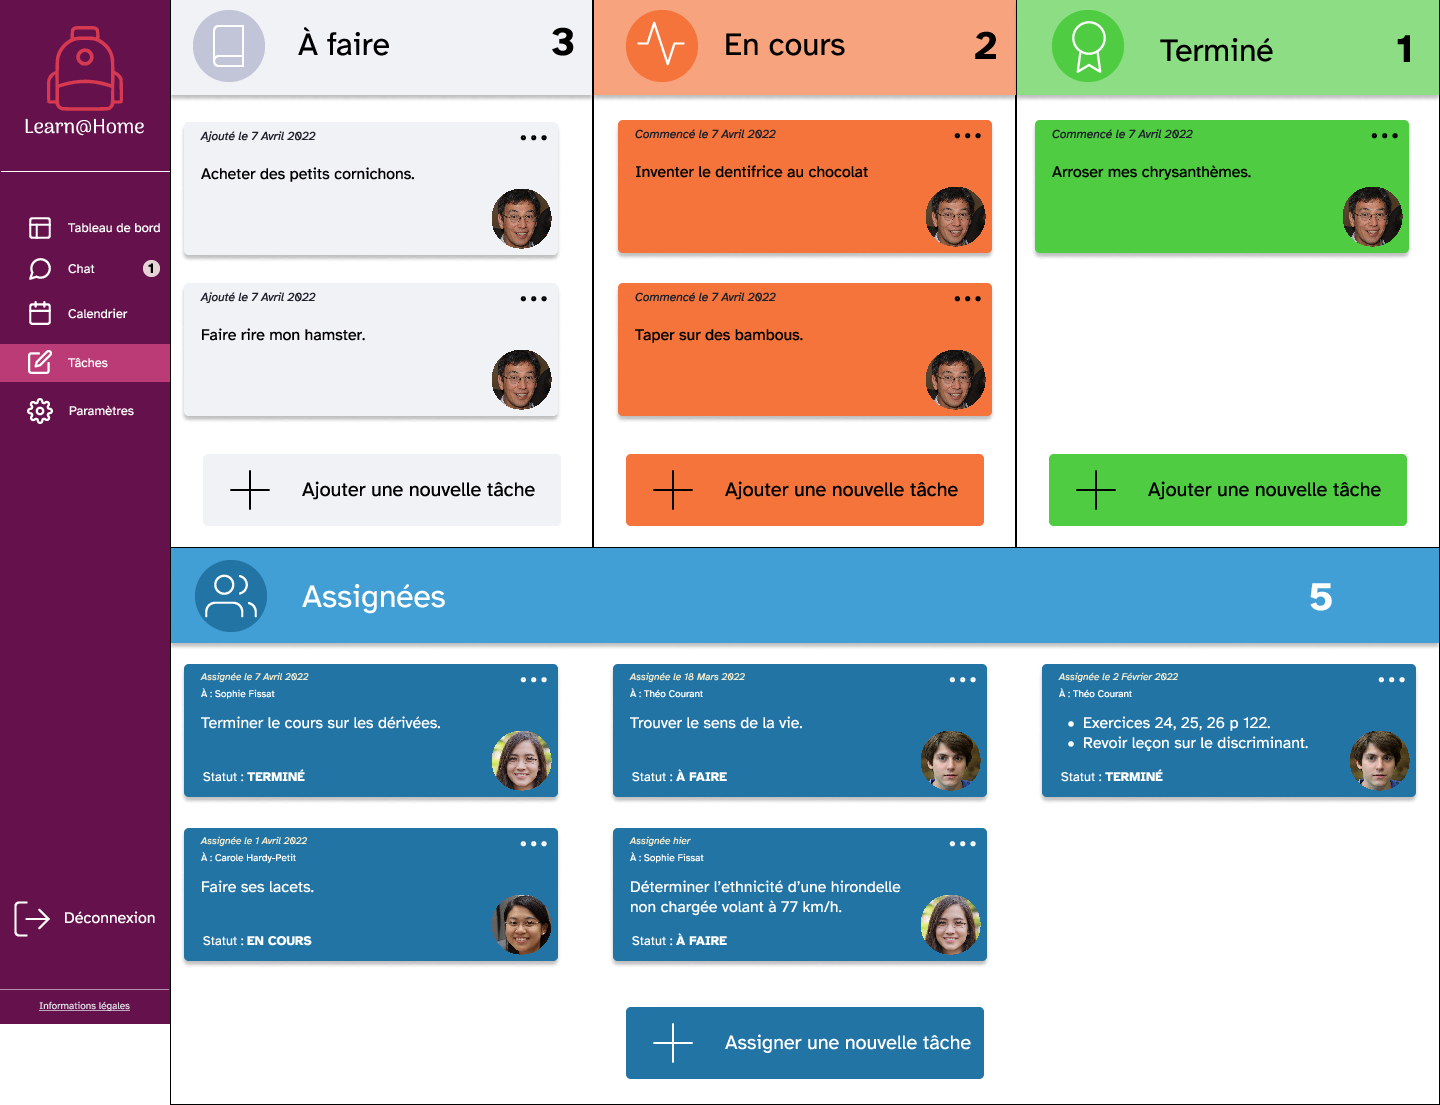 Learn@Home
Tableau de bord
Chat
1
Calendrier
Tâches
Paramètres
Déconnexion
Informations légales
À faire
3
Ajouté le 7 Avril 2022
Acheter des petits cornichons.
Ajouté le 7 Avril 2022
Faire rire mon hamster.
Ajouter une nouvelle tâche
En cours
2
Commencé le 7 Avril 2022
Inventer le dentifrice au chocolat
Commencé le 7 Avril 2022
Taper sur des bambous.
Ajouter une nouvelle tâche
Terminé
1
Commencé le 7 Avril 2022
Arroser mes chrysanthèmes.
Ajouter une nouvelle tâche
Assignées
5
Assignée le 7 Avril 2022
À : Sophie Fissat
Terminer le cours sur les dérivées.
Statut : TERMINÉ
Assignée le 18 Mars 2022
À : Théo Courant
Trouver le sens de la vie.
Statut : À FAIRE
Assignée le 2 Février 2022
À : Théo Courant
• Exercices 24, 25, 26 p 122.
• Revoir leçon sur le discriminant.
Statut : TERMINÉ
Assignée le 1 Avril 2022
À : Carole Hardy-Petit
Faire ses lacets.
Statut : EN COURS
Assignée hier
À : Sophie Fissat
Déterminer l’ethnicité d’une hirondelle
non chargée volant à 77 km/h.
Statut : À FAIRE
Assigner une nouvelle tâche